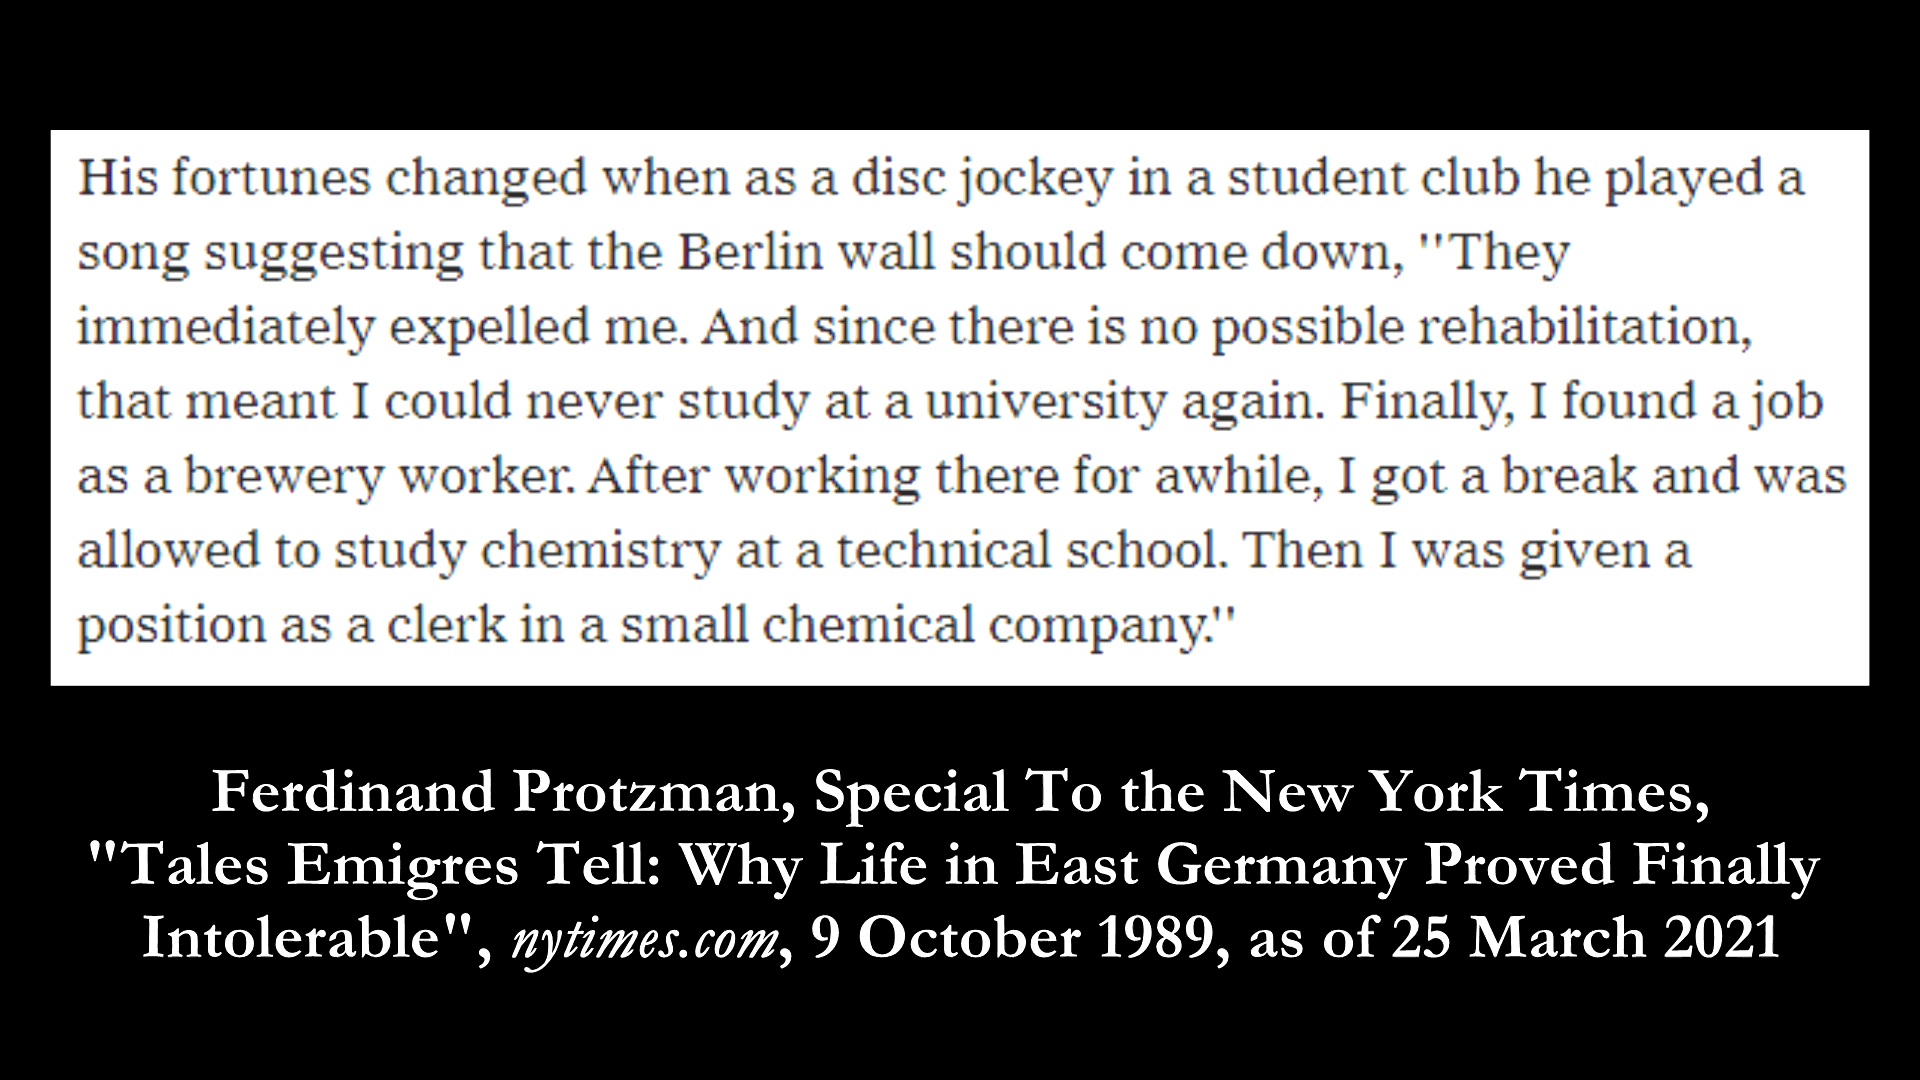 His fortunes changed when as a disc jockey in a student club he played a
song suggesting that the Berlin wall should come down, ''They
immediately expelled me. And since there is no possible rehabilitation,
that meant I could never study at a university again. Finally, I found a job
as a brewery worker. After working there for awhile, I got a break and was
allowed to study chemistry at a technical school. Then I was given a
position as a clerk in a small chemical company.''
Ferdinand Protzman, Special To the New York Times,
"Tales Emigres Tell: Why Life in East Germany Proved Finally
Intolerable", nytimes.com, 9 October 1989, as of 25 March 2021